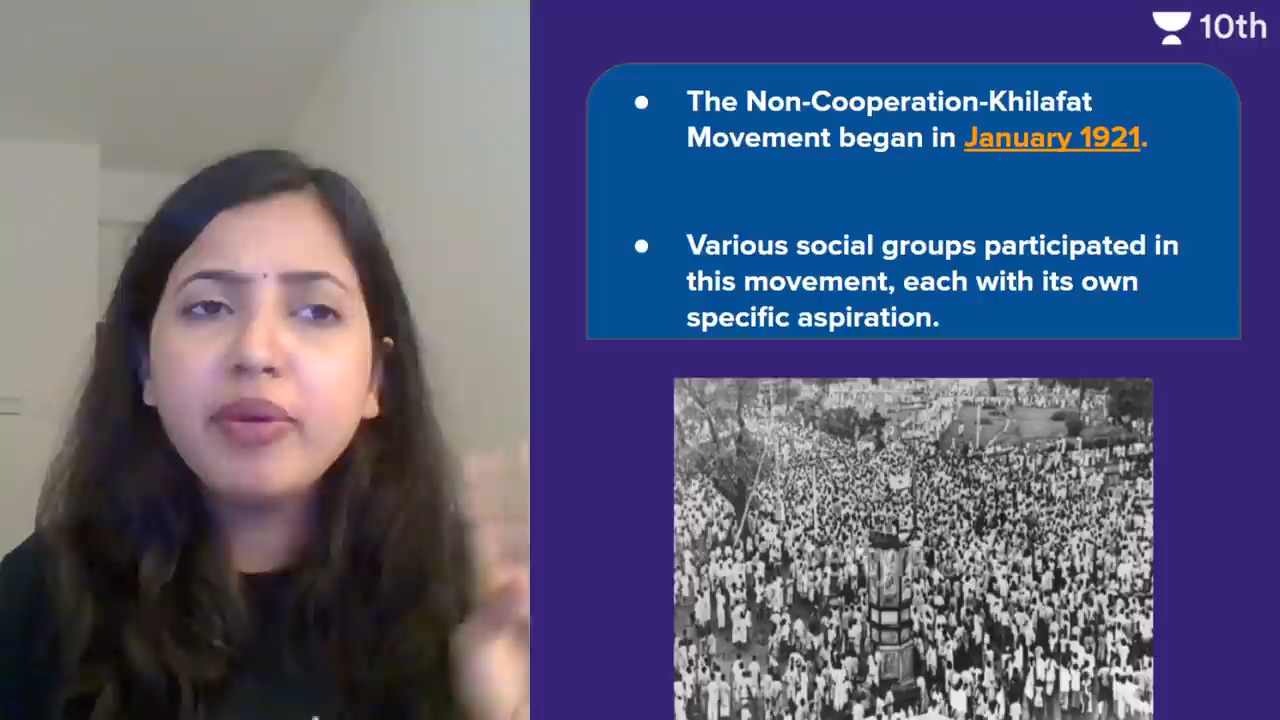 10th
● The Non-Cooperation-Khilafat
Movement began in January 1921.
● Various social groups participated in
this movement, each with its own
specific aspiration.